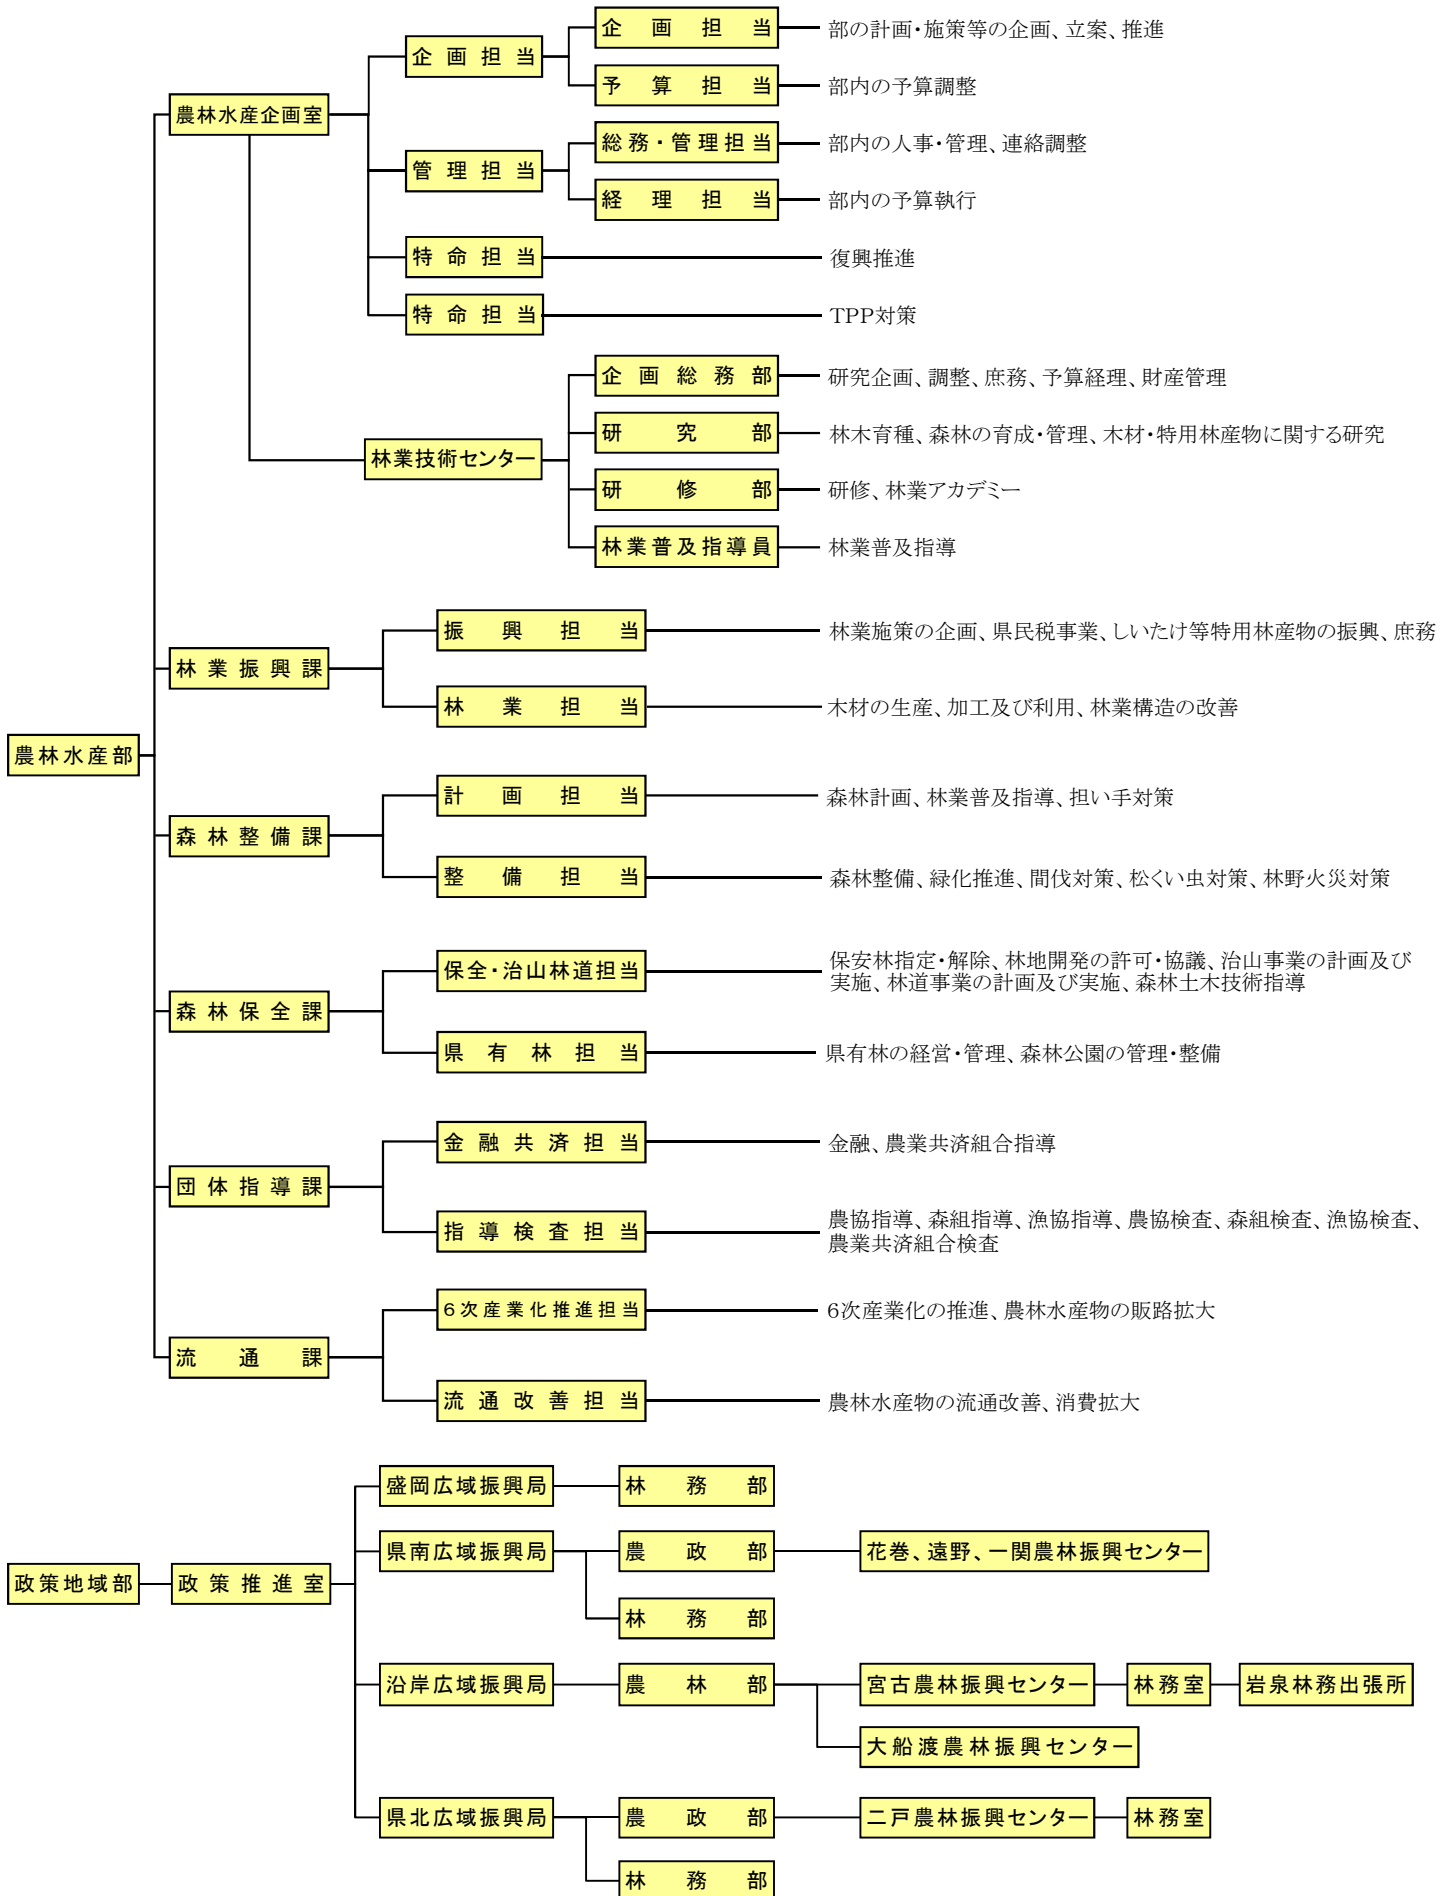 企画担当 部の計画・施策等の企画、立案、推進
企画担当
予算担当 部内の予算調整
農林水産企画室
総務・管理担当 部内の人事・管理、連絡調整
管理担当
経理担当 部内の予算執行
特命担当 復興推進
特命担当 TPP対策
企画総務部 研究企画、調整、庶務、予算経理、財産管理
研究部 林木育種、森林の育成・管理、木材・特用林産物に関する研究
林業技術センター
研修部 研修、林業アカデミー
林業普及指導員 林業普及指導
振興担当 林業施策の企画、県民税事業、しいたけ等特用林産物の振興、庶務
林業振興課
林業担当 木材の生産、加工及び利用、林業構造の改善
農林水産部
計画担当 森林計画、林業普及指導、担い手対策
森林整備課
整備担当 森林整備、緑化推進、間伐対策、松くい虫対策、林野火災対策
保全・治山林道担当 保安林指定・解除、林地開発の許可・協議、治山事業の計画及び
実施、林道事業の計画及び実施、森林土木技術指導
森林保全課
県有林担当 県有林の経営・管理、森林公園の管理・整備
金融共済担当 金融、農業共済組合指導
団体指導課
指導検査担当 農協指導、森組指導、漁協指導、農協検査、森組検査、漁協検査、
農業共済組合検査
6次産業化推進担当 6次産業化の推進、農林水産物の販路拡大
流通課
流通改善担当 農林水産物の流通改善、消費拡大
盛岡広域振興局 林務部
県南広域振興局 農政部 花巻、遠野、一関農林振興センター
政策地域部 政策推進室
林務部
沿岸広域振興局 農林部 宮古農林振興センター 林務室 岩泉林務出張所
大船渡農林振興センター
県北広域振興局 農政部 二戸農林振興センター 林務室
林務部